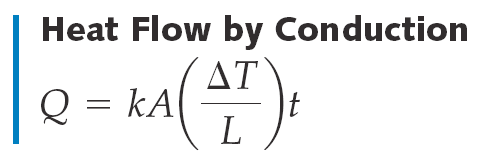 Heat Flow by Conduction
Q = kA(ΔT/L)t